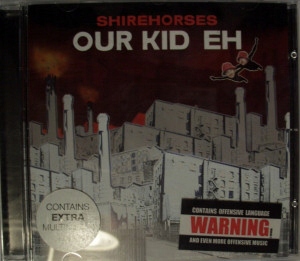 SHIREHORSES
OUR KID EH
CONTAINS
EXTRA
CONTAINS OFFENSIVE LANGUAGE
WARNING!
AND EVEN MORE OFFENSIVE MUSIC